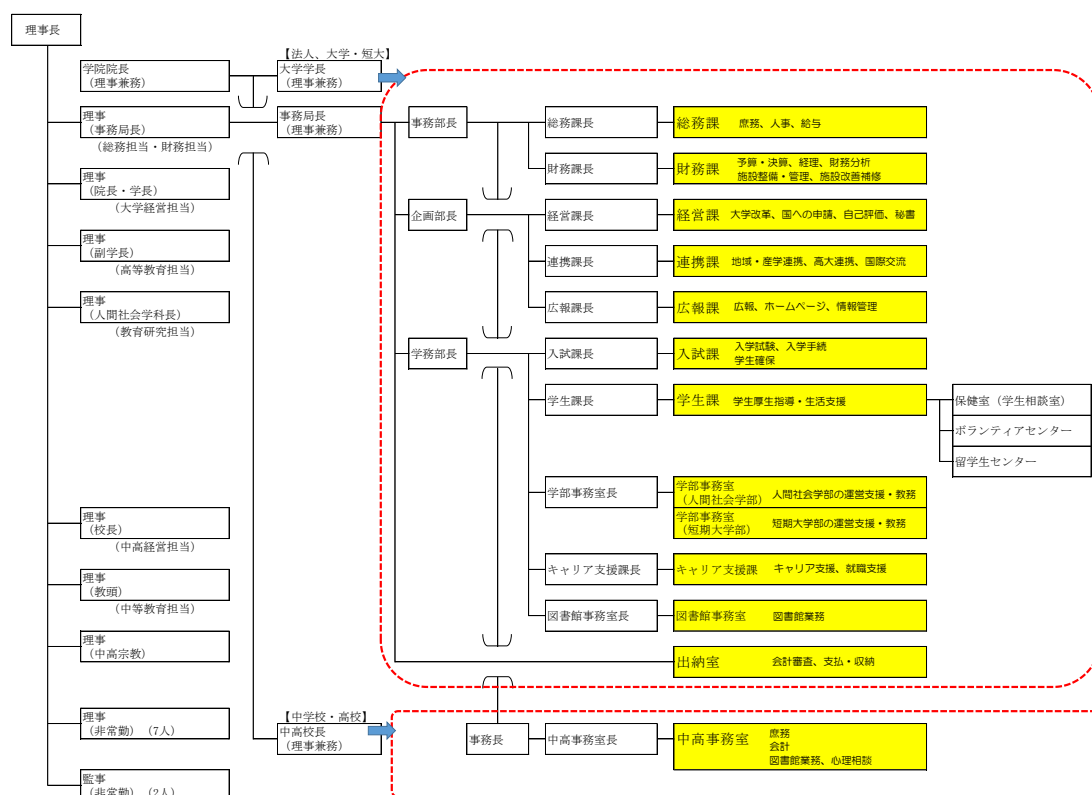 理事長
【法人、大学・短大】
学院院長
(理事兼務)
大学学長
(理事兼務)
理事
(事務局長)
(総務担当・財務担当)
事務局長
(理事兼務)
事務部長
総務課長
総務課 庶務、人事、給与
財務課長
財務課 予算・決算、経理、財務分析
施設整備・管理、施設改善補修
理事
(院長・学長)
(大学経営担当)
企画部長
経営課長
経営課 大学改革、国への申請、自己評価、秘書
理事
(副学長)
(高等教育担当)
連携課長
連携課 地域・産学連携、高大連携、国際交流
理事
(人間社会学科長)
(教育研究担当)
広報課長
広報課 広報、ホームページ、情報管理
学務部長
入試課長
入試課 入学試験、入学手続
学生確保
学生課長
学生課 学生厚生指導・生活支援
保健室(学生相談室)
ボランティアセンター
留学生センター
学部事務室長
学部事務室
(人間社会学部) 人間社会学部の運営支援・教務
学部事務室
(短期大学部) 短期大学部の運営支援・教務
理事
(校長)
(中高経営担当)
キャリア支援課長
キャリア支援課 キャリア支援、就職支援
理事
(教頭)
(中等教育担当)
図書館事務室長
図書館事務室 図書館業務
理事
(中高宗教)
出納室 会計審査、支払・収納
理事
(非常勤) (7人)
【中学校・高校】
中高校長
(理事兼務)
事務長
中高事務室長
中高事務室 庶務
会計
図書館業務、心理相談
監事
(非常勤) (2人)